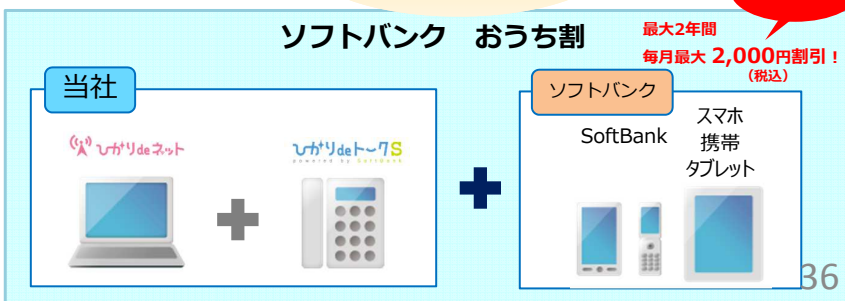 ソフトバンク　おうち割
最大2年間
毎月最大 2,000円割引！
（税込）
当社
ひかりdeネット
ひかりdeトークS
powered by SoftBank
ソフトバンク
SoftBank
スマホ
携帯
タブレット
36